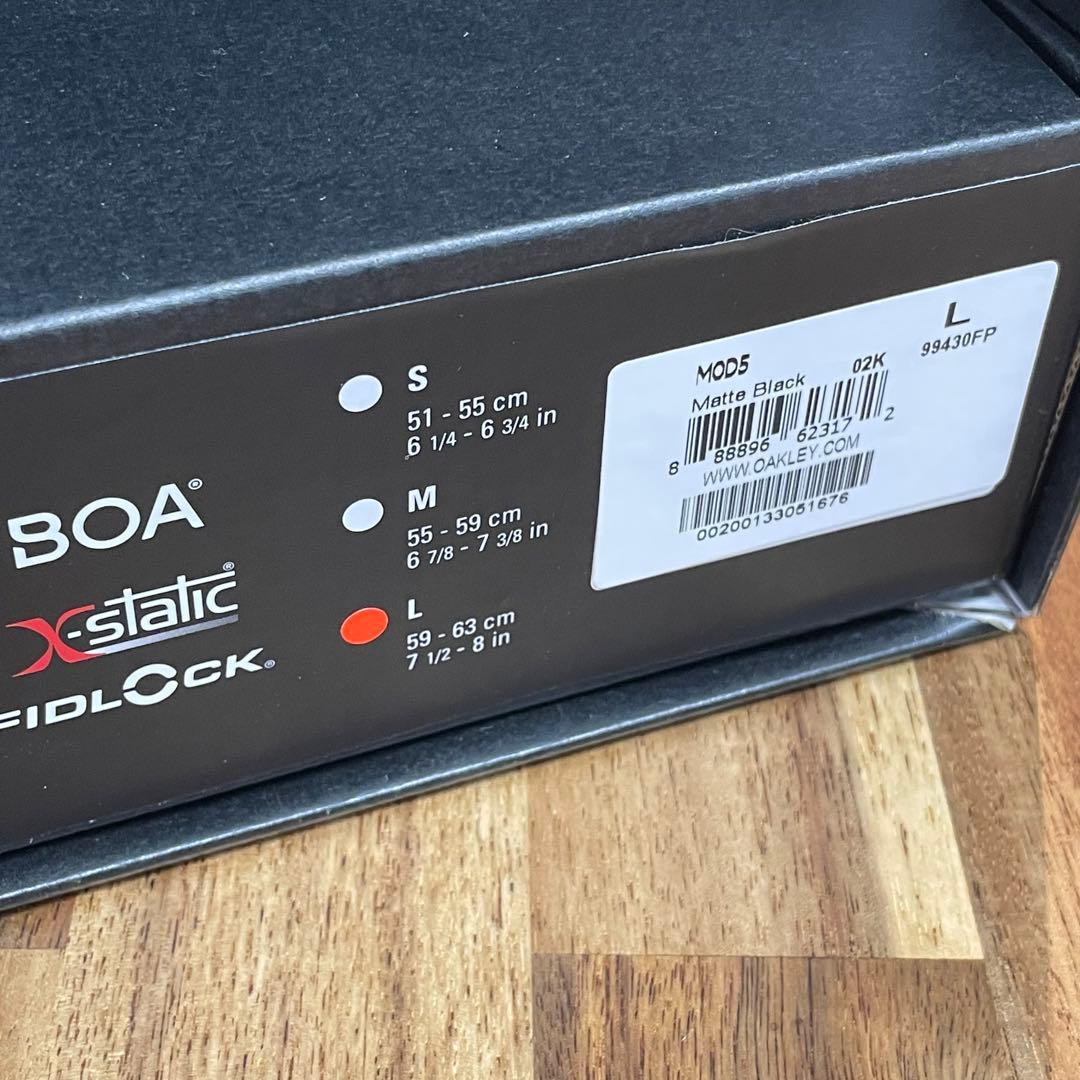 BOA®
X-static®
FIDLOCK®
S
51 - 55 cm
6 1/4 - 6 3/4 in
M
55 - 59 cm
6 7/8 - 7 3/8 in
L
59 - 63 cm
7 1/2 - 8 in
MOD5
02K
L
Matte Black
99430FP
8 88896 62317 2
WWW.OAKLEY.COM
00200133051676